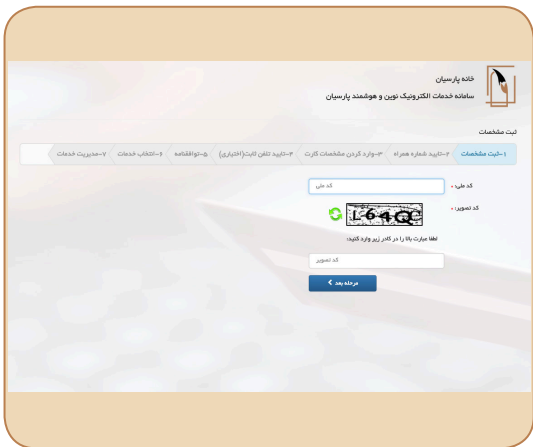 خانه پارسیان
سامانه خدمات الکترونیک نوین و هوشمند پارسیان
ثبت مشخصات
۱-ثبت مشخصات
۲-تایید شماره همراه
۳-وارد کردن مشخصات کارت
۴-تایید تلفن ثابت(اختیاری)
۵-توافقنامه
۶-انتخاب خدمات
۷-مدیریت خدمات
کد ملی:
کد ملی
کد تصویر:
L64QC
لطفا عبارت بالا را در کادر زیر وارد کنید:
کد تصویر
مرحله بعد